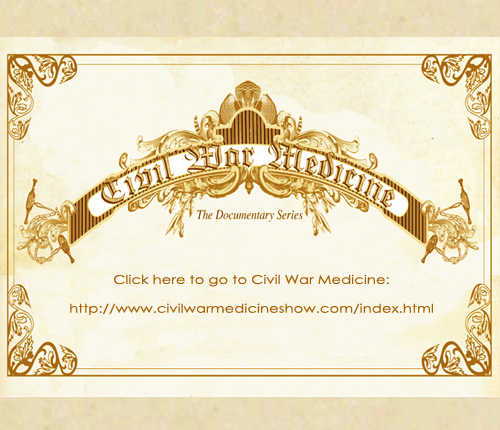 Civil War Medicine
The Documentary Series
Click here to go to Civil War Medicine:
http://www.civilwarmedicineshow.com/index.html